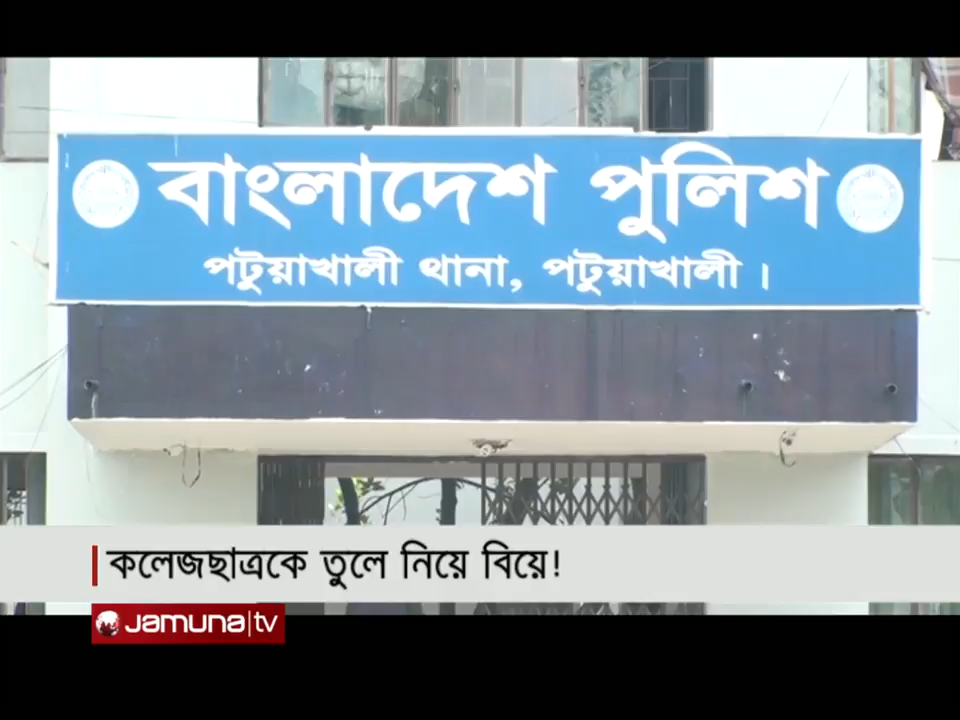 বাংলাদেশ পুলিশ
পটুয়াখালী থানা, পটুয়াখালী।
কলেজছাত্রকে তুলে নিয়ে বিয়ে!
Jamuna|tv